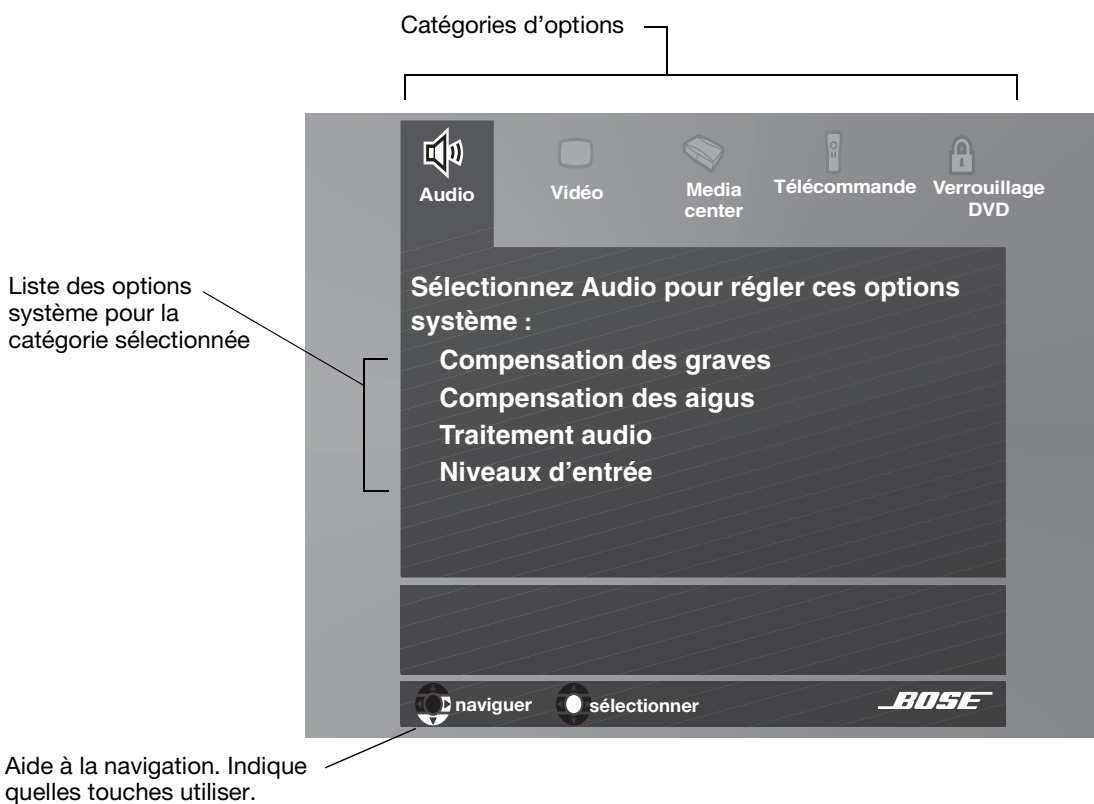 Catégories d’options
Audio
Vidéo
Media
center
Télécommande
Verrouillage
DVD
Liste des options
système pour la
catégorie sélectionnée
Sélectionnez Audio pour régler ces options
système :
Compensation des graves
Compensation des aigus
Traitement audio
Niveaux d’entrée
naviguer
sélectionner
BOSE
Aide à la navigation. Indique
quelles touches utiliser.